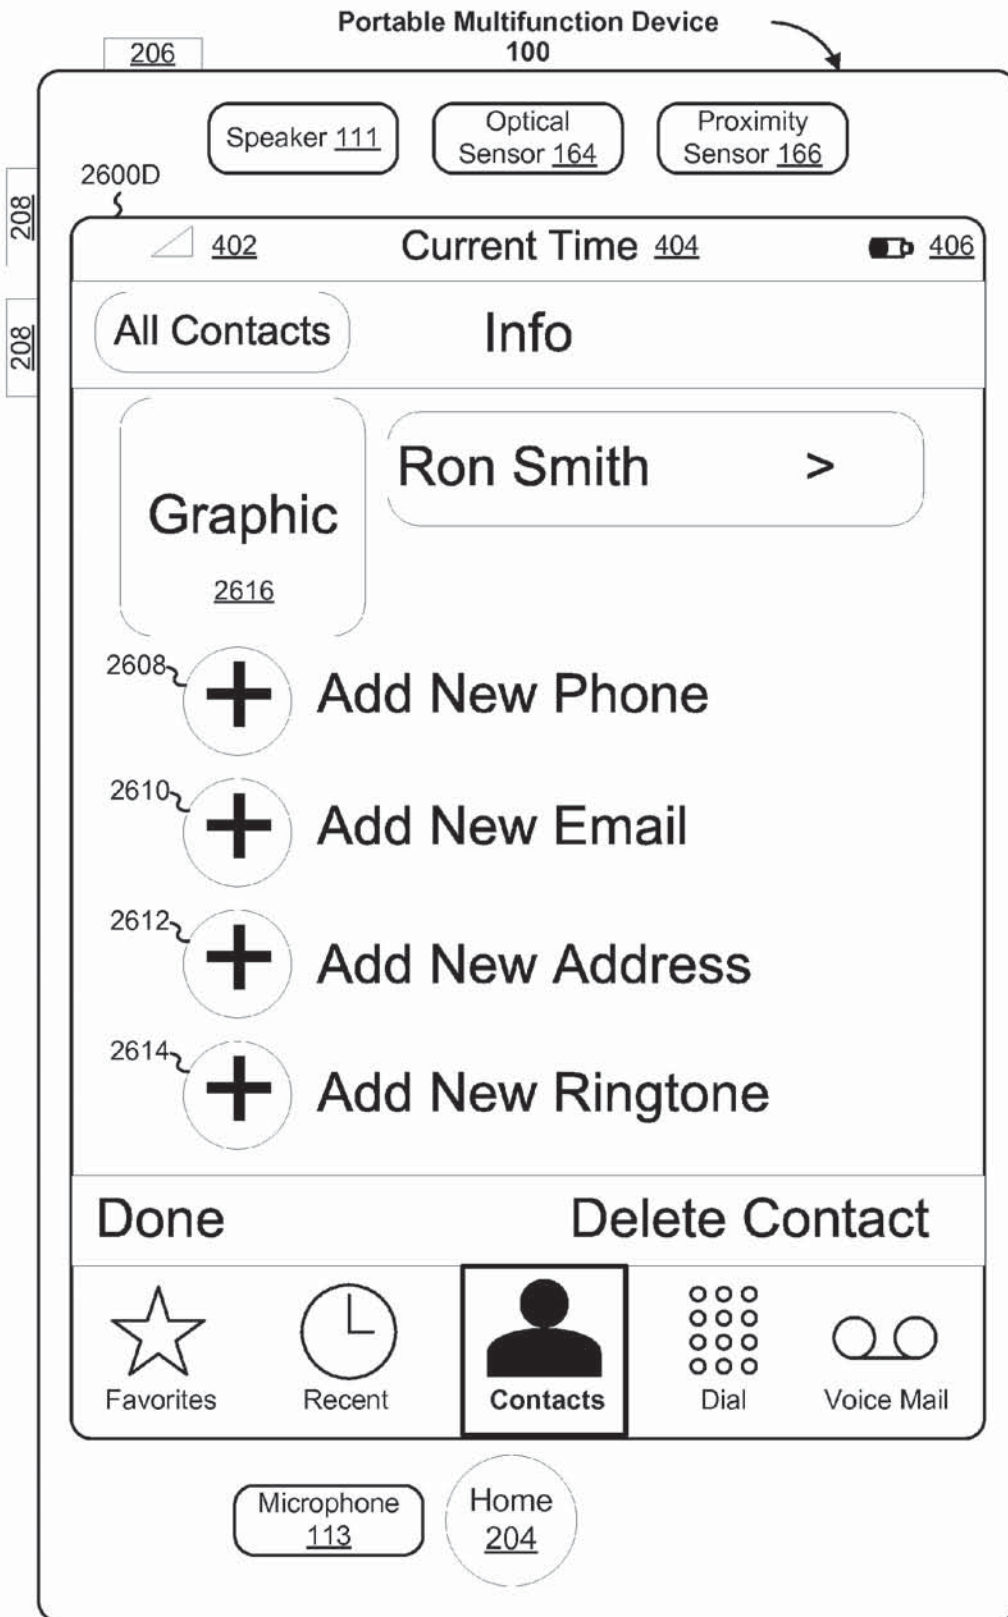 Portable Multifunction Device
100
206
Speaker 111
Optical
Sensor 164
Proximity
Sensor 166
2600D
208
208
402
Current Time 404
406
All Contacts
Info
Graphic
2616
Ron Smith >
2608
Add New Phone
2610
Add New Email
2612
Add New Address
2614
Add New Ringtone
Done
Delete Contact
Favorites
Recent
Contacts
Dial
Voice Mail
Microphone
113
Home
204